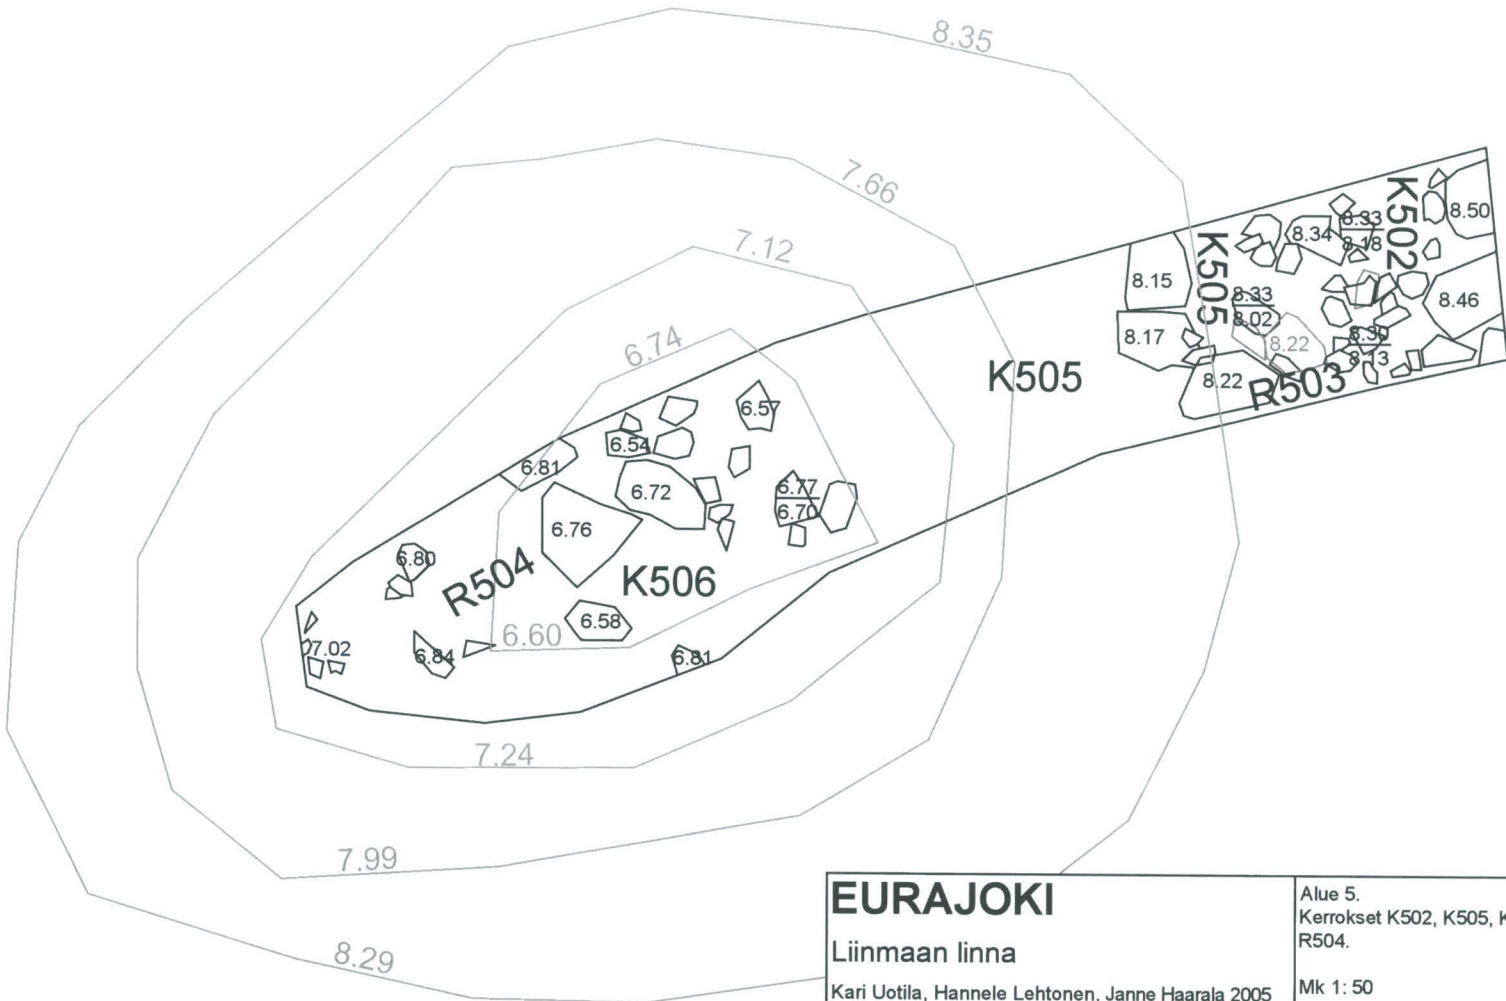 8.35
7.66
7.12
6.74
K502
8.50
8.33
8.18
8.34
K505
8.15
8.33
8.02
8.46
8.17
8.22
8.30
8.13
8.22
R503
K505
6.57
6.54
6.81
6.72
6.77
6.70
6.76
6.80
R504
K506
6.58
6.60
7.02
6.84
6.81
7.24
7.99
8.29
EURAJOKI
Liinmaan linna
Kari Uotila, Hannele Lehtonen, Janne Haarala 2005
Alue 5.
Kerrokset K502, K505, K
R504.
Mk 1: 50